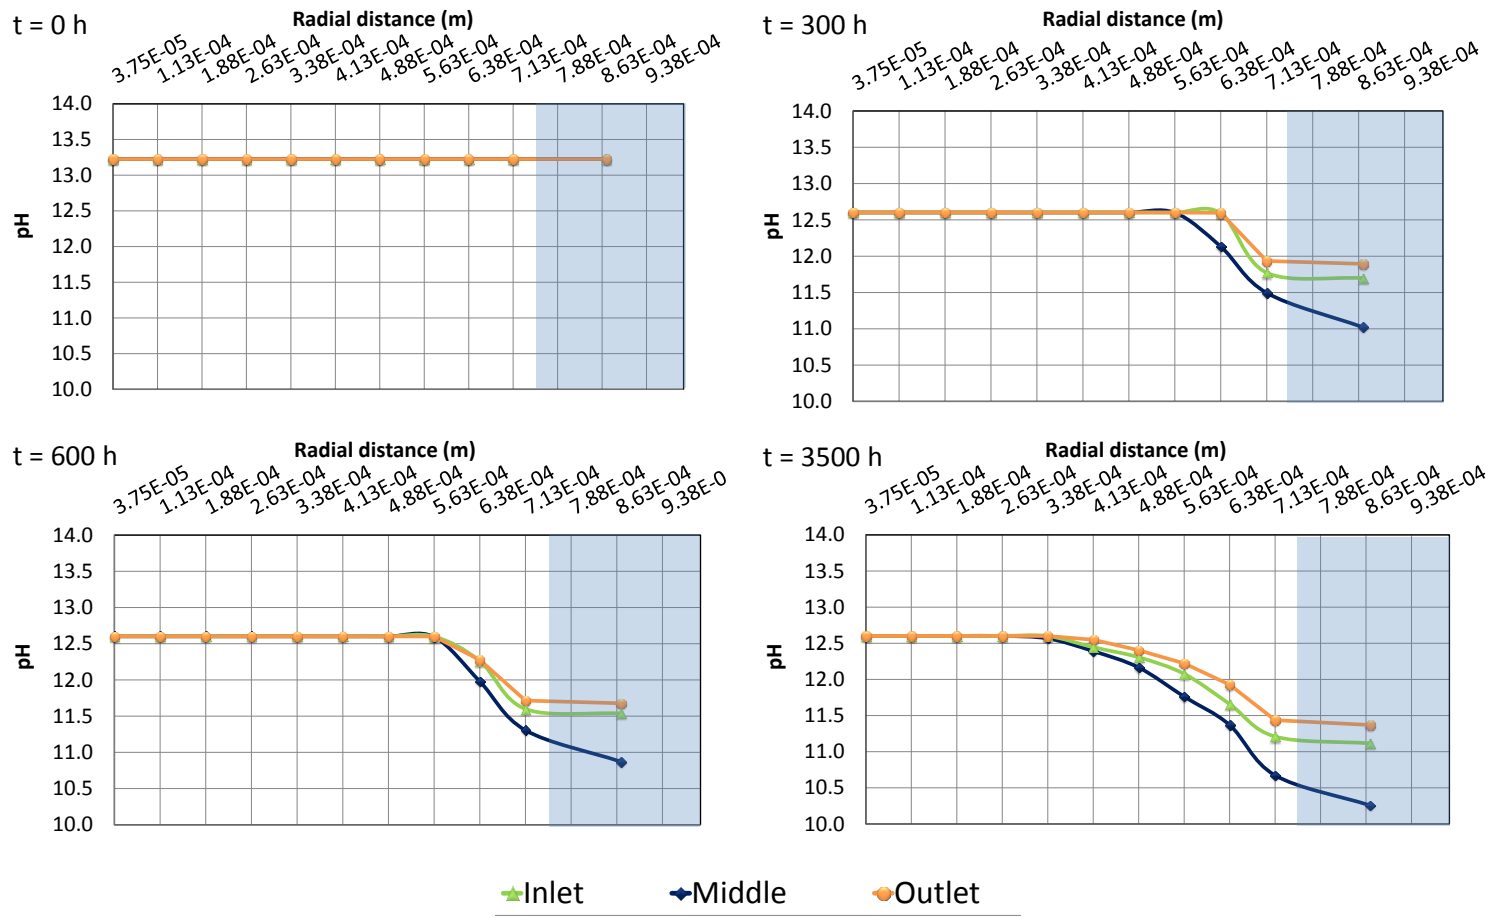 t = 0 h
Radial distance (m)
3.75E-05 1.13E-04 1.88E-04 2.63E-04 3.38E-04 4.13E-04 4.88E-04 5.63E-04 6.38E-04 7.13E-04 7.88E-04 8.63E-04 9.38E-04
14.0
13.5
13.0
12.5
12.0
11.5
11.0
10.5
10.0
pH
t = 300 h
Radial distance (m)
3.75E-05 1.13E-04 1.88E-04 2.63E-04 3.38E-04 4.13E-04 4.88E-04 5.63E-04 6.38E-04 7.13E-04 7.88E-04 8.63E-04 9.38E-04
14.0
13.5
13.0
12.5
12.0
11.5
11.0
10.5
10.0
pH
t = 600 h
Radial distance (m)
3.75E-05 1.13E-04 1.88E-04 2.63E-04 3.38E-04 4.13E-04 4.88E-04 5.63E-04 6.38E-04 7.13E-04 7.88E-04 8.63E-04 9.38E-0
14.0
13.5
13.0
12.5
12.0
11.5
11.0
10.5
10.0
pH
t = 3500 h
Radial distance (m)
3.75E-05 1.13E-04 1.88E-04 2.63E-04 3.38E-04 4.13E-04 4.88E-04 5.63E-04 6.38E-04 7.13E-04 7.88E-04 8.63E-04 9.38E-04
14.0
13.5
13.0
12.5
12.0
11.5
11.0
10.5
10.0
pH
Inlet Middle Outlet